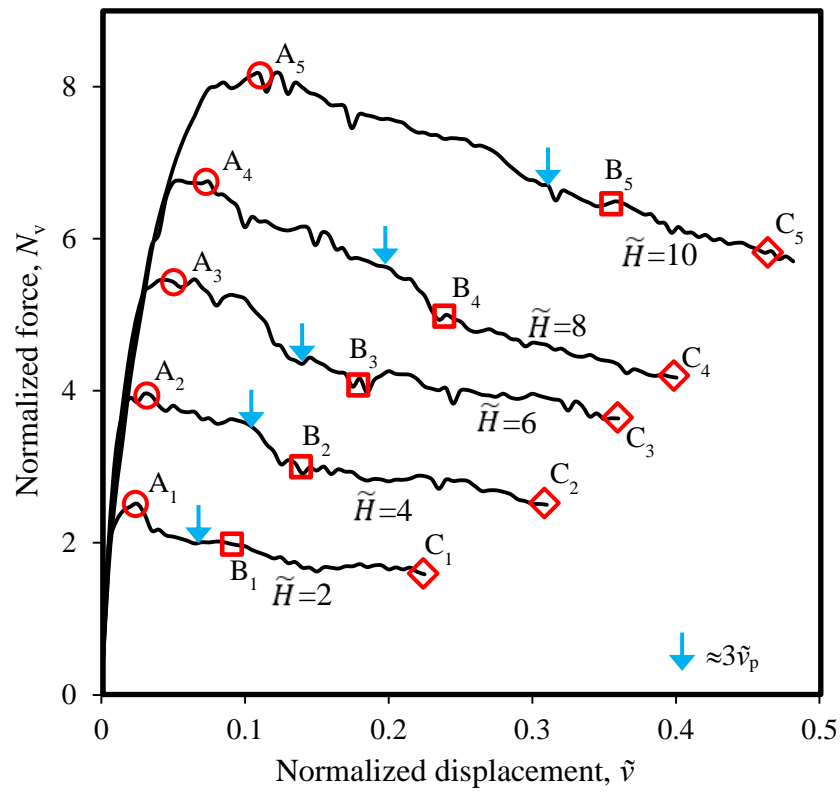 8
6
4
2
0
0
0.1
0.2
0.3
0.4
0.5
Normalized force, Nᵥ
Normalized displacement, ṽ
A₅
B₅
C₅
H̃=10
A₄
B₄
C₄
H̃=8
A₃
B₃
C₃
H̃=6
A₂
B₂
C₂
H̃=4
A₁
B₁
C₁
H̃=2
≈3ṽₚ